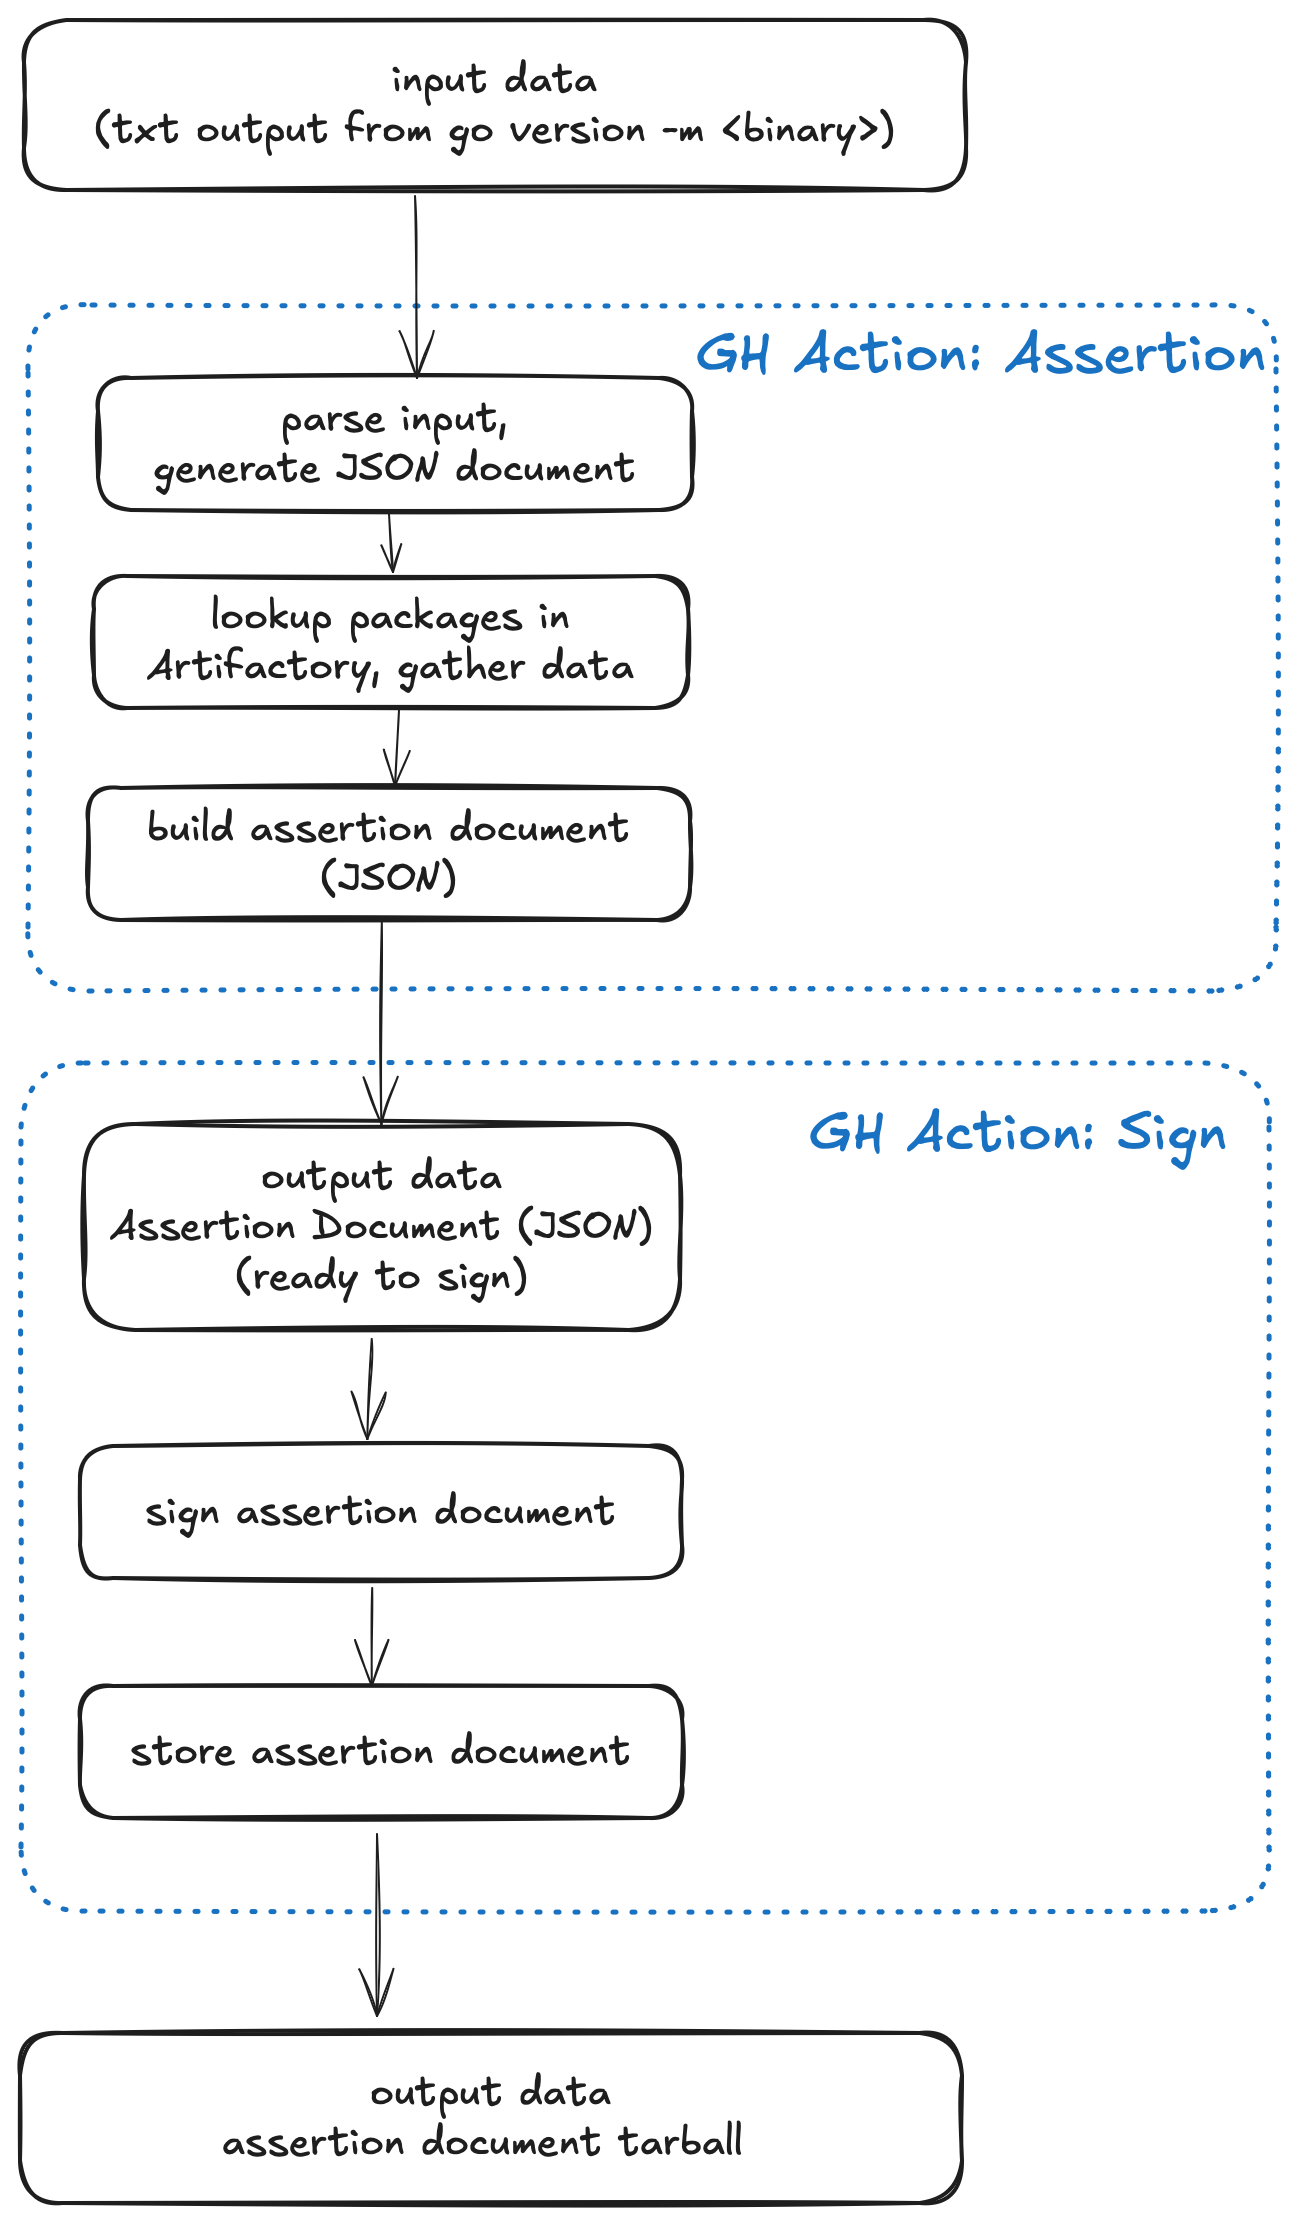 input data
(txt output from go version -m <binary>)
GH Action: Assertion
parse input,
generate JSON document
lookup packages in
Artifactory, gather data
build assertion document
(JSON)
GH Action: Sign
output data
Assertion Document (JSON)
(ready to sign)
sign assertion document
store assertion document
output data
assertion document tarball